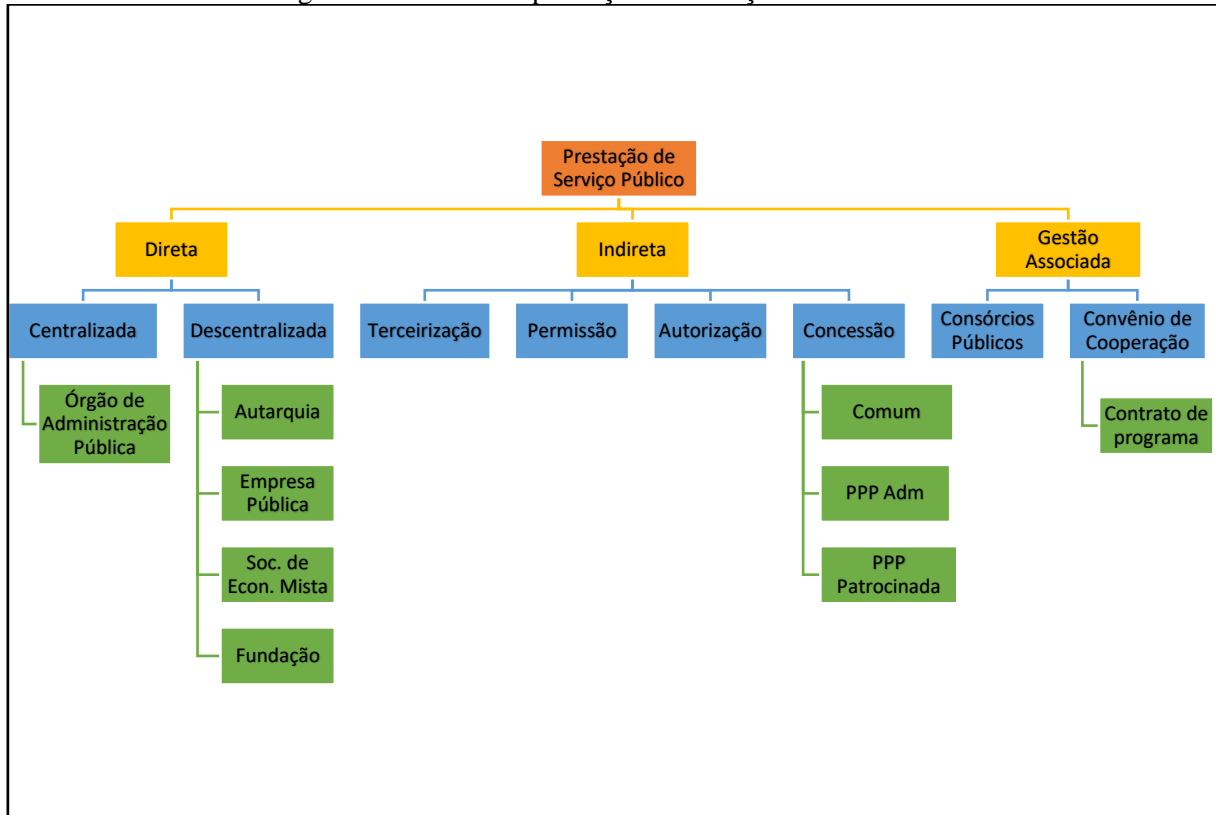 Prestação de
Serviço Público
Direta
Indireta
Gestão
Associada
Centralizada
Descentralizada
Terceirização
Permissão
Autorização
Concessão
Consórcios
Públicos
Convênio de
Cooperação
Órgão de
Administração
Pública
Autarquia
Empresa
Pública
Soc. de
Econ. Mista
Fundação
Comum
PPP Adm
PPP
Patrocinada
Contrato de
programa